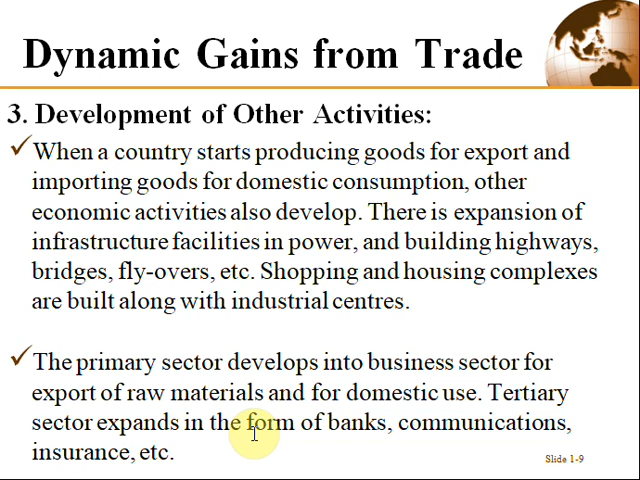 Dynamic Gains from Trade
3. Development of Other Activities:
When a country starts producing goods for export and
importing goods for domestic consumption, other
economic activities also develop. There is expansion of
infrastructure facilities in power, and building highways,
bridges, fly-overs, etc. Shopping and housing complexes
are built along with industrial centres.
The primary sector develops into business sector for
export of raw materials and for domestic use. Tertiary
sector expands in the form of banks, communications,
insurance, etc.
Slide 1-9